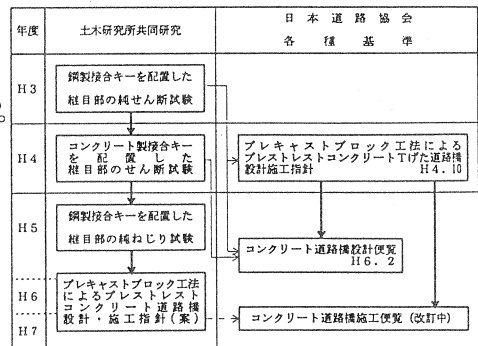 年度
土木研究所共同研究
日本道路協会
各種基準
H3
鋼製接合キーを配置した
継目部の純せん断試験
H4
コンクリート製接合キー
を配置した
継目部のせん断試験
プレキャストブロック工法による
プレストレストコンクリートTげた道路橋
設計施工指針 H4.10
H5
鋼製接合キーを配置した
継目部の純ねじり試験
コンクリート道路橋設計便覧
H6.2
H6
H7
プレキャストブロック工法
によるプレストレスト
コンクリート道路橋
設計・施工指針(案)
コンクリート道路橋施工便覧(改訂中)